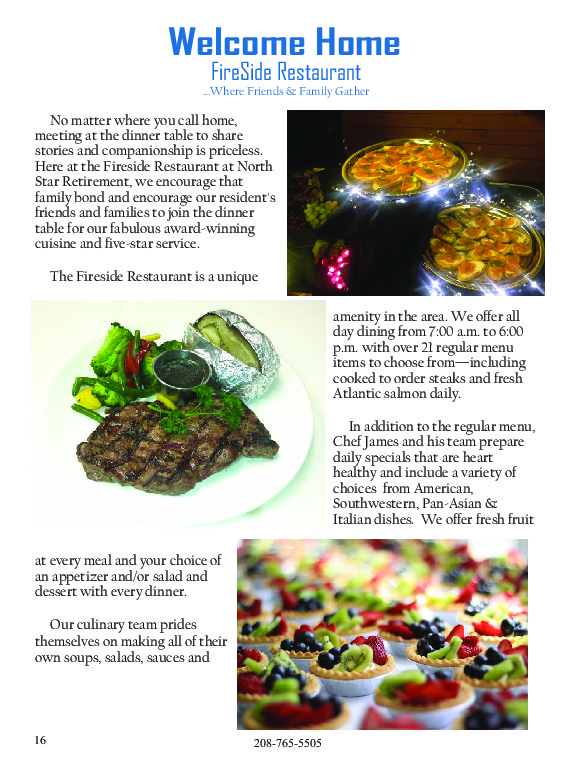 Welcome Home
FireSide Restaurant
...Where Friends & Family Gather
No matter where you call home,
meeting at the dinner table to share
stories and companionship is priceless.
Here at the Fireside Restaurant at North
Star Retirement, we encourage that
family bond and encourage our resident's
friends and families to join the dinner
table for our fabulous award-winning
cuisine and five-star service.
The Fireside Restaurant is a unique
amenity in the area. We offer all
day dining from 7:00 a.m. to 6:00
p.m. with over 21 regular menu
items to choose from—including
cooked to order steaks and fresh
Atlantic salmon daily.
In addition to the regular menu,
Chef James and his team prepare
daily specials that are heart
healthy and include a variety of
choices from American,
Southwestern, Pan-Asian &
Italian dishes. We offer fresh fruit
at every meal and your choice of
an appetizer and/or salad and
dessert with every dinner.
Our culinary team prides
themselves on making all of their
own soups, salads, sauces and
16
208-765-5505